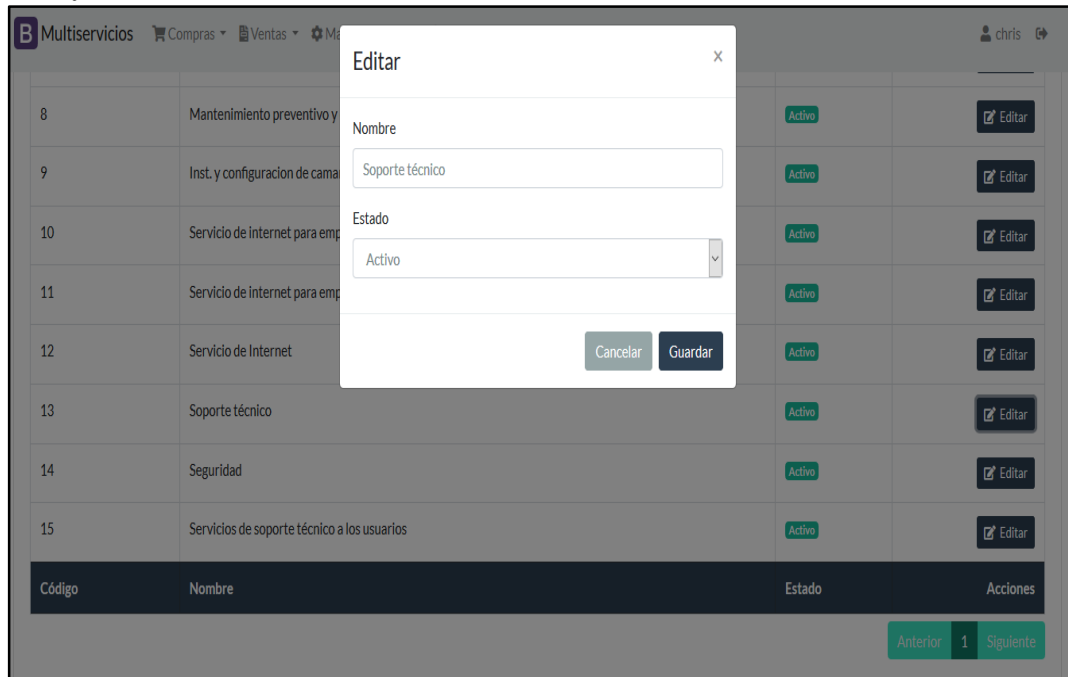 B Multiservicios Compras Ventas Ma chris
Editar x
Editar
8 Mantenimiento preventivo y Activo Editar
Nombre
9 Inst. y configuracion de cama Soporte técnico Activo Editar
Estado
10 Servicio de internet para emp Activo Editar
Activo
11 Servicio de internet para emp Activo Editar
Cancelar Guardar
12 Servicio de Internet Activo Editar
13 Soporte técnico Activo Editar
14 Seguridad Activo Editar
15 Servicios de soporte técnico a los usuarios Activo Editar
Código Nombre Estado Acciones
Anterior 1 Siguiente